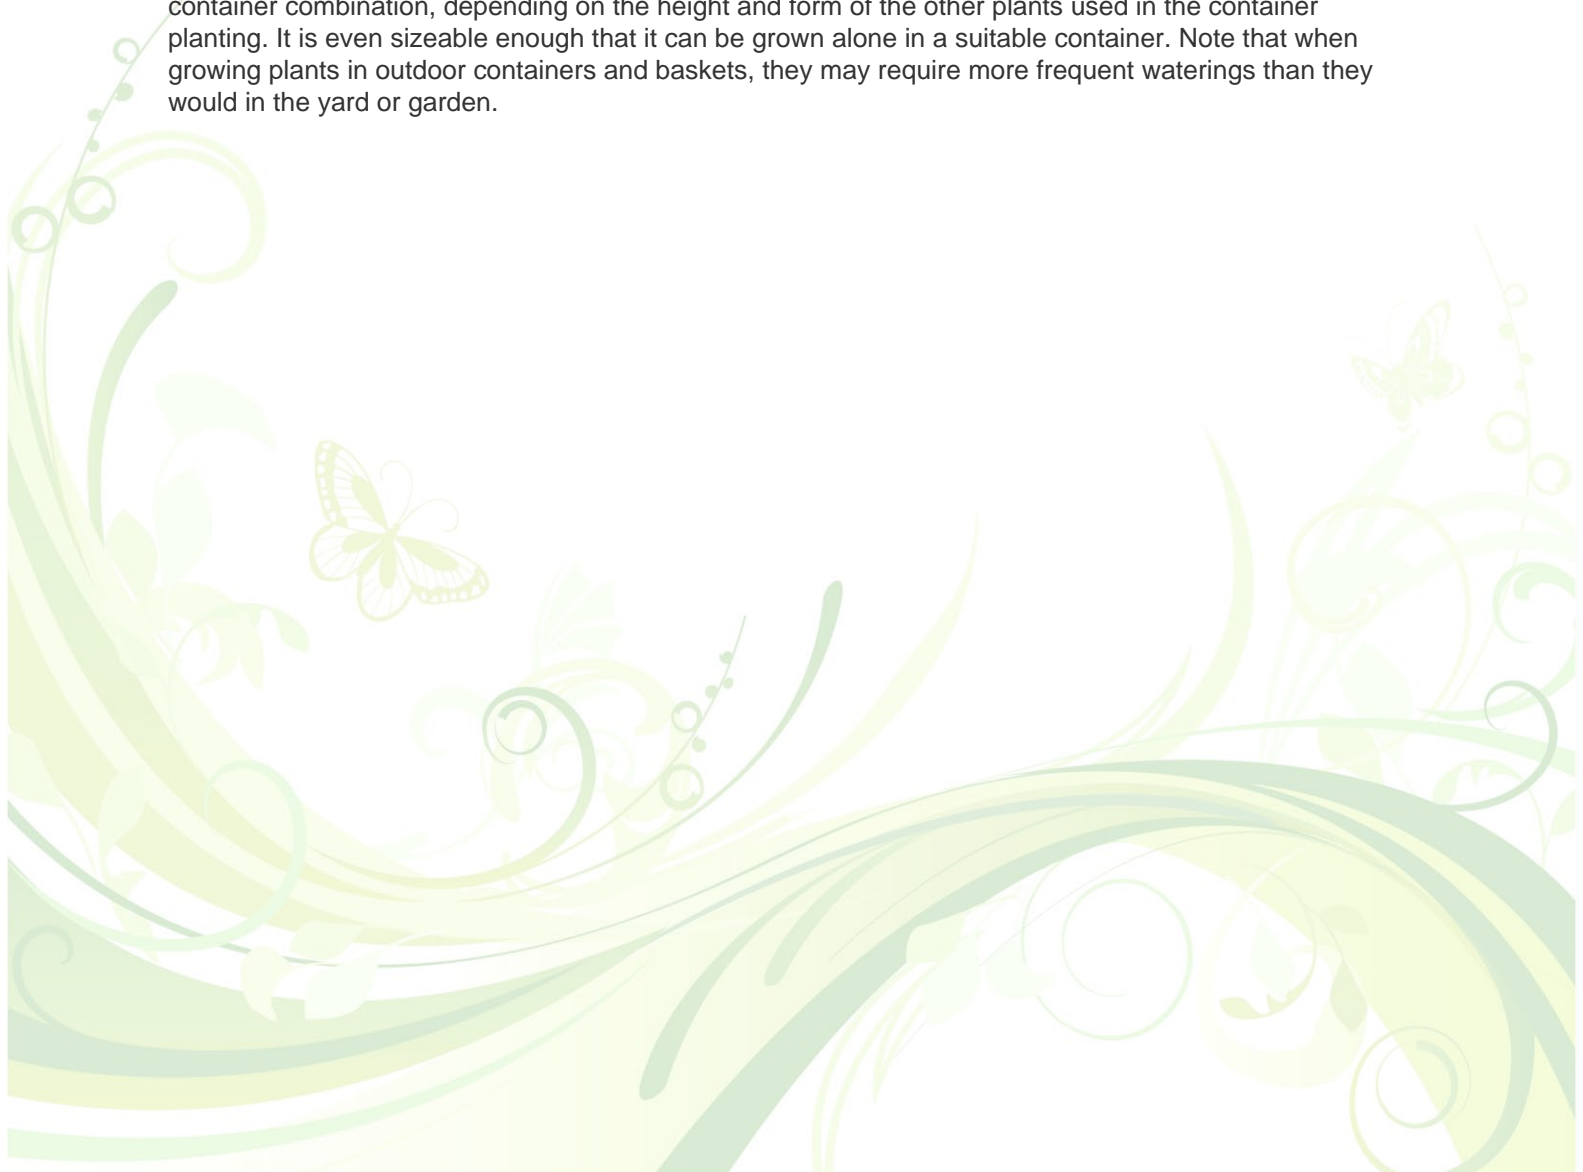 container combination, depending on the height and form of the other plants used in the container
planting. It is even sizeable enough that it can be grown alone in a suitable container. Note that when
growing plants in outdoor containers and baskets, they may require more frequent waterings than they
would in the yard or garden.